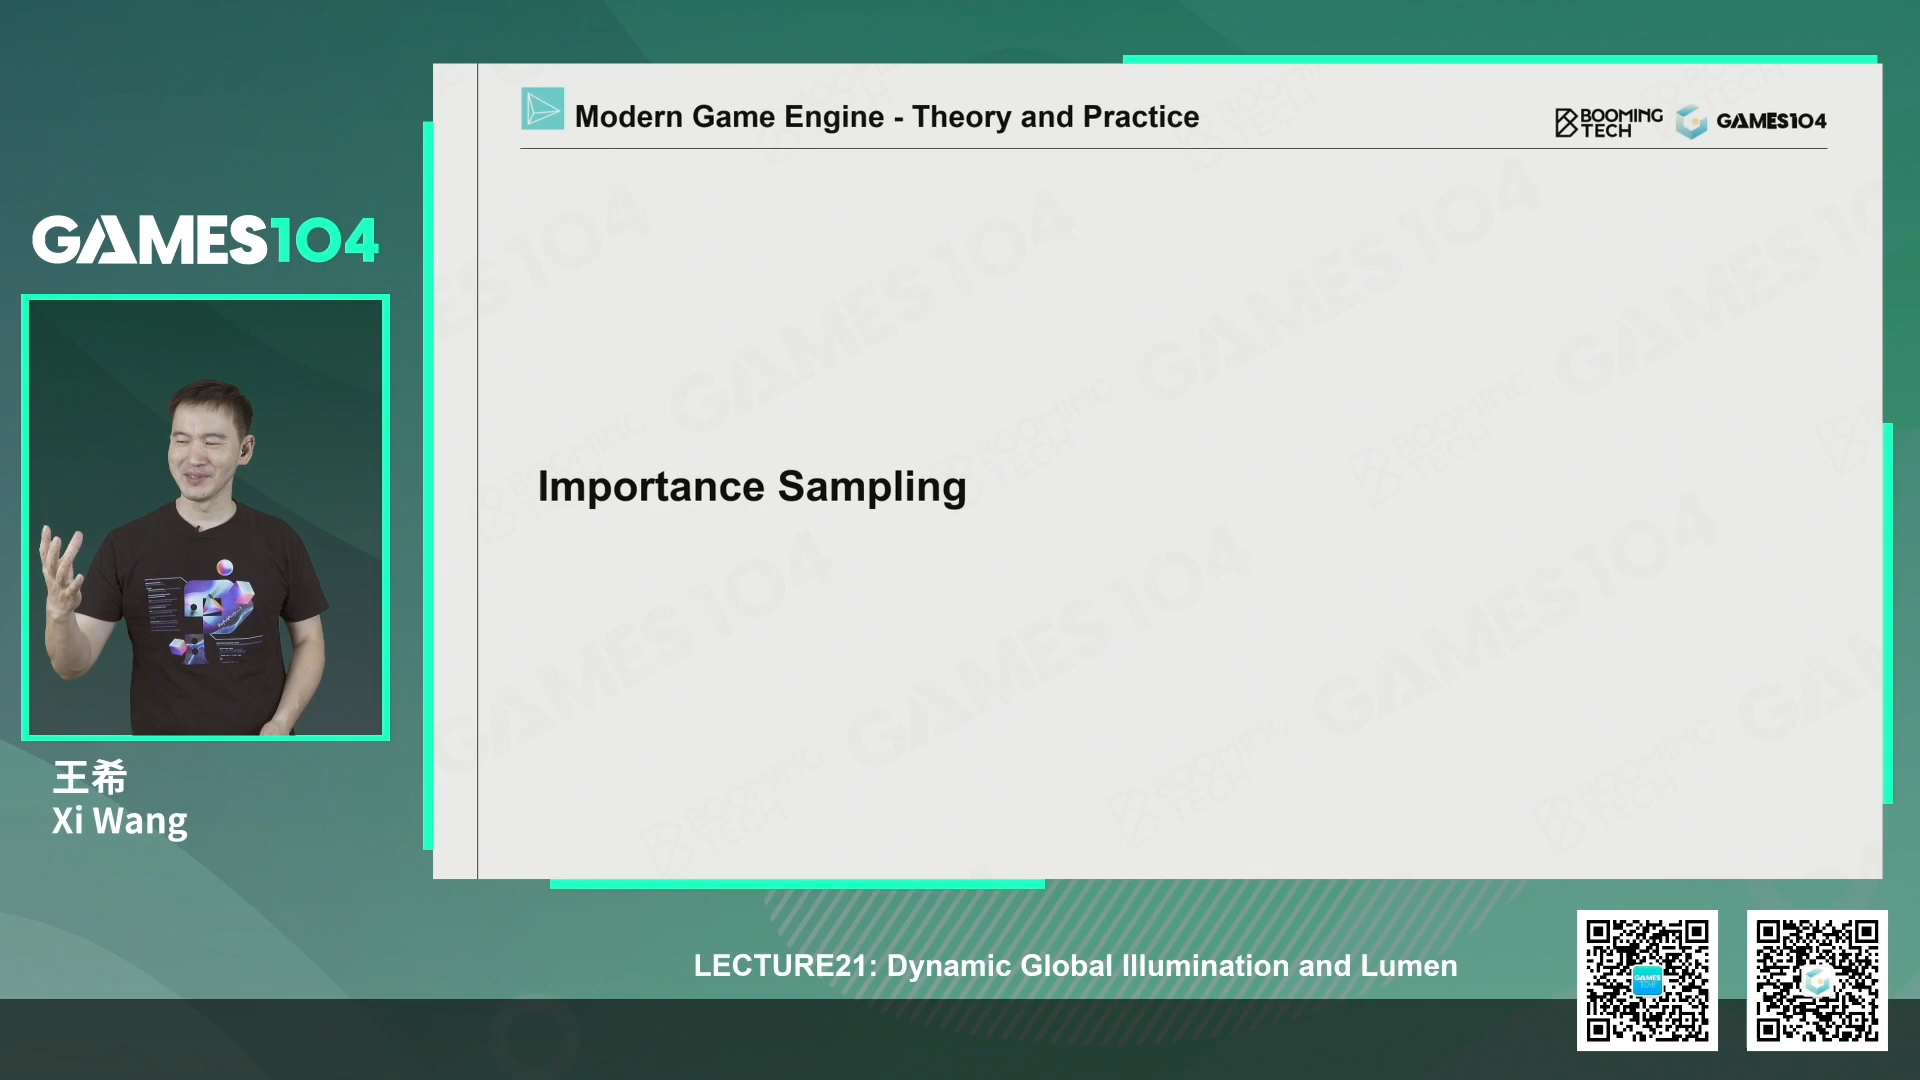 Modern Game Engine - Theory and Practice
BOOMING
TECH
GAMES104
GAMES104
Importance Sampling
王希
Xi Wang
LECTURE21: Dynamic Global Illumination and Lumen